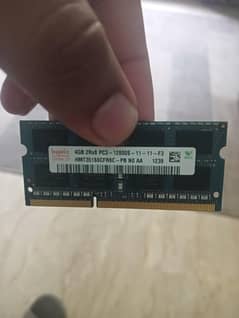 hynix
4GB 2Rx8 PC3-12800S-11-11-F3
HMT351S6CFR8C-PB N0 AA 1239